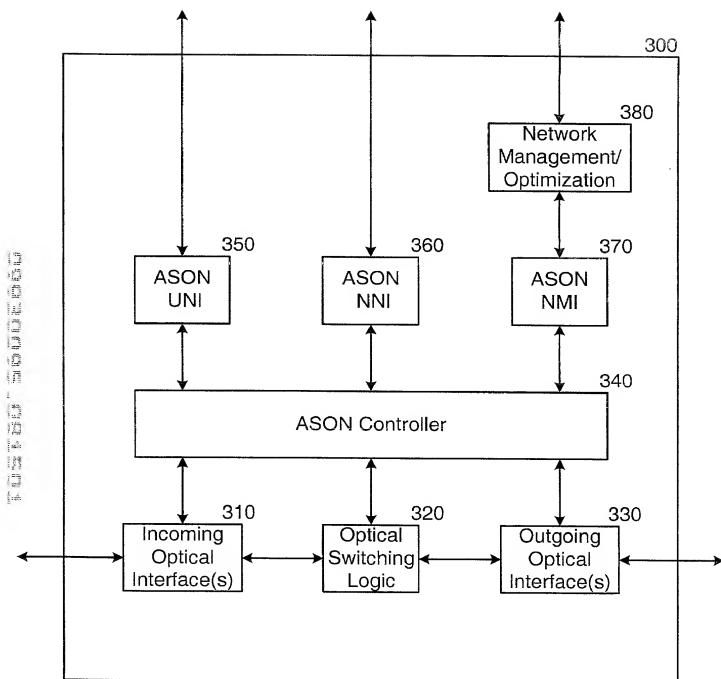 300
380
Network
Management/
Optimization
350
ASON
UNI
360
ASON
NNI
370
ASON
NMI
340
ASON Controller
310
Incoming
Optical
Interface(s)
320
Optical
Switching
Logic
330
Outgoing
Optical
Interface(s)